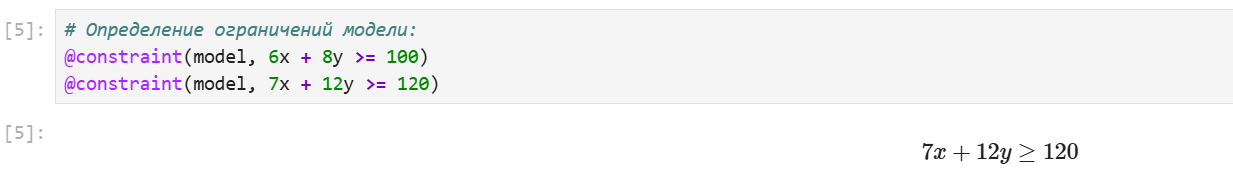 [5]: # Определение ограничений модели:
@constraint(model, 6x + 8y >= 100)
@constraint(model, 7x + 12y >= 120)
[5]:
7x + 12y ≥ 120